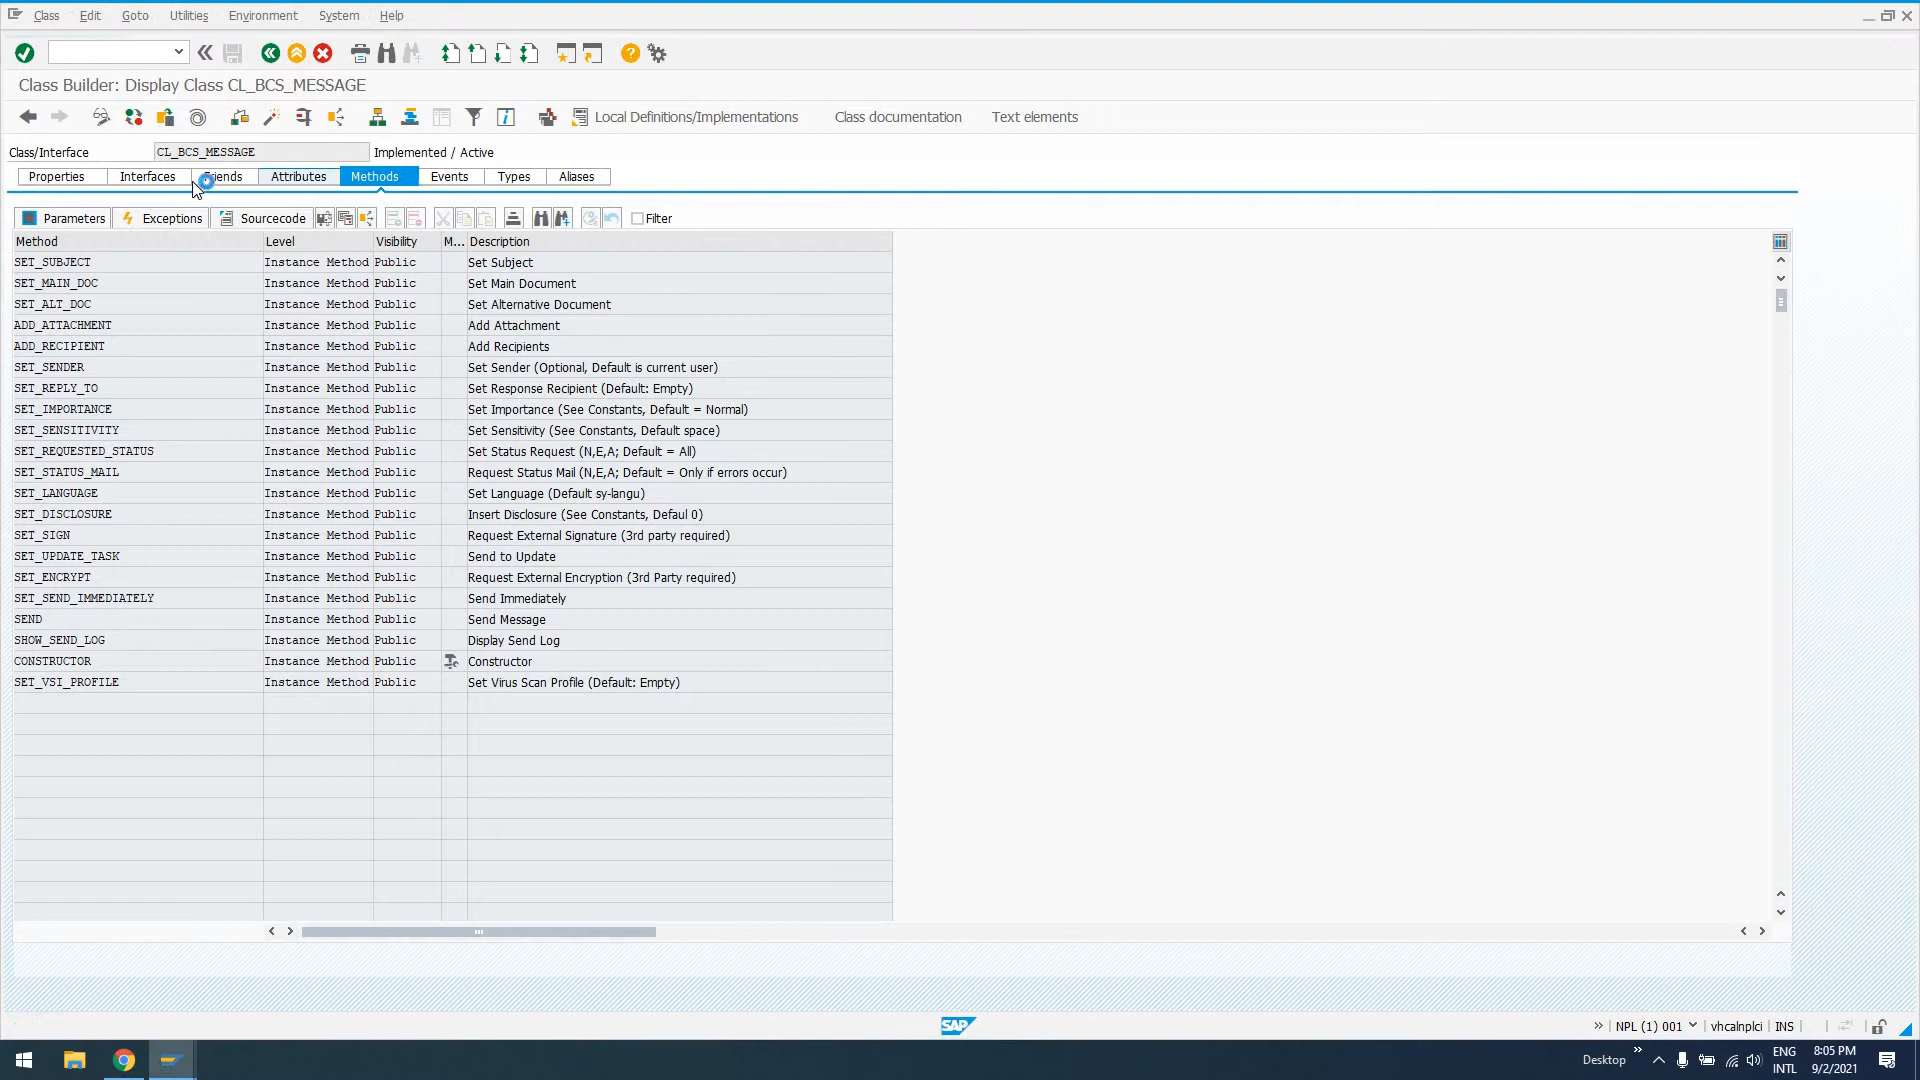 Class Edit Goto Utilities Environment System Help
Class Builder: Display Class CL_BCS_MESSAGE
Local Definitions/Implementations Class documentation Text elements
Class/Interface CL_BCS_MESSAGE Implemented / Active
Properties Interfaces Friends Attributes Methods Events Types Aliases
Parameters Exceptions Sourcecode Filter
Method Level Visibility M... Description
SET_SUBJECT Instance Method Public Set Subject
SET_MAIN_DOC Instance Method Public Set Main Document
SET_ALT_DOC Instance Method Public Set Alternative Document
ADD_ATTACHMENT Instance Method Public Add Attachment
ADD_RECIPIENT Instance Method Public Add Recipients
SET_SENDER Instance Method Public Set Sender (Optional, Default is current user)
SET_REPLY_TO Instance Method Public Set Response Recipient (Default: Empty)
SET_IMPORTANCE Instance Method Public Set Importance (See Constants, Default = Normal)
SET_SENSITIVITY Instance Method Public Set Sensitivity (See Constants, Default space)
SET_REQUESTED_STATUS Instance Method Public Set Status Request (N,E,A; Default = All)
SET_STATUS_MAIL Instance Method Public Request Status Mail (N,E,A; Default = Only if errors occur)
SET_LANGUAGE Instance Method Public Set Language (Default sy-langu)
SET_DISCLOSURE Instance Method Public Insert Disclosure (See Constants, Defaul 0)
SET_SIGN Instance Method Public Request External Signature (3rd party required)
SET_UPDATE_TASK Instance Method Public Send to Update
SET_ENCRYPT Instance Method Public Request External Encryption (3rd Party required)
SET_SEND_IMMEDIATELY Instance Method Public Send Immediately
SEND Instance Method Public Send Message
SHOW_SEND_LOG Instance Method Public Display Send Log
CONSTRUCTOR Instance Method Public Constructor
SET_VSI_PROFILE Instance Method Public Set Virus Scan Profile (Default: Empty)
SAP
NPL (1) 001 vhcalnplci INS
Desktop ENG 8:05 PM
INTL 9/2/2021